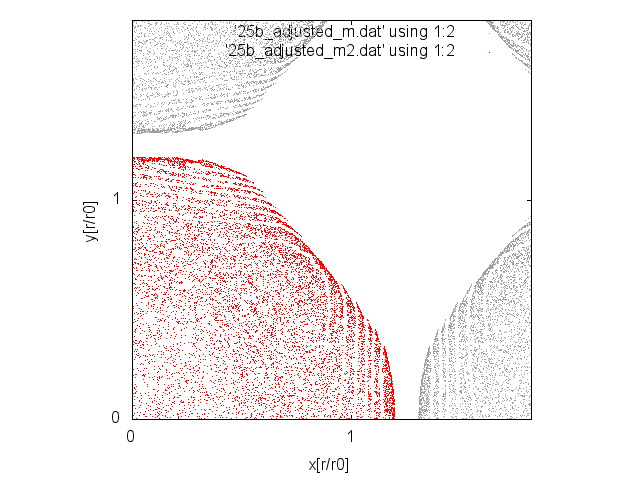 '25b_adjusted_m.dat' using 1:2
'25b_adjusted_m2.dat' using 1:2
y[r/r0]
1
0
0
1
x[r/r0]